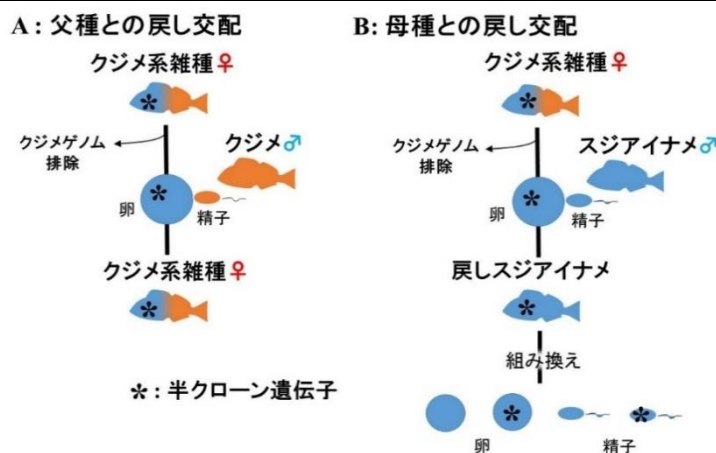 A : 父種との戻し交配
クジメ系雑種♀
*
クジメゲノム
排除
クジメ♂
*
卵
精子
クジメ系雑種♀
*
*: 半クローン遺伝子
B: 母種との戻し交配
クジメ系雑種♀
*
クジメゲノム
排除
スジアイナメ♂
*
卵
精子
戻しスジアイナメ
*
組み換え
*
*
卵
精子